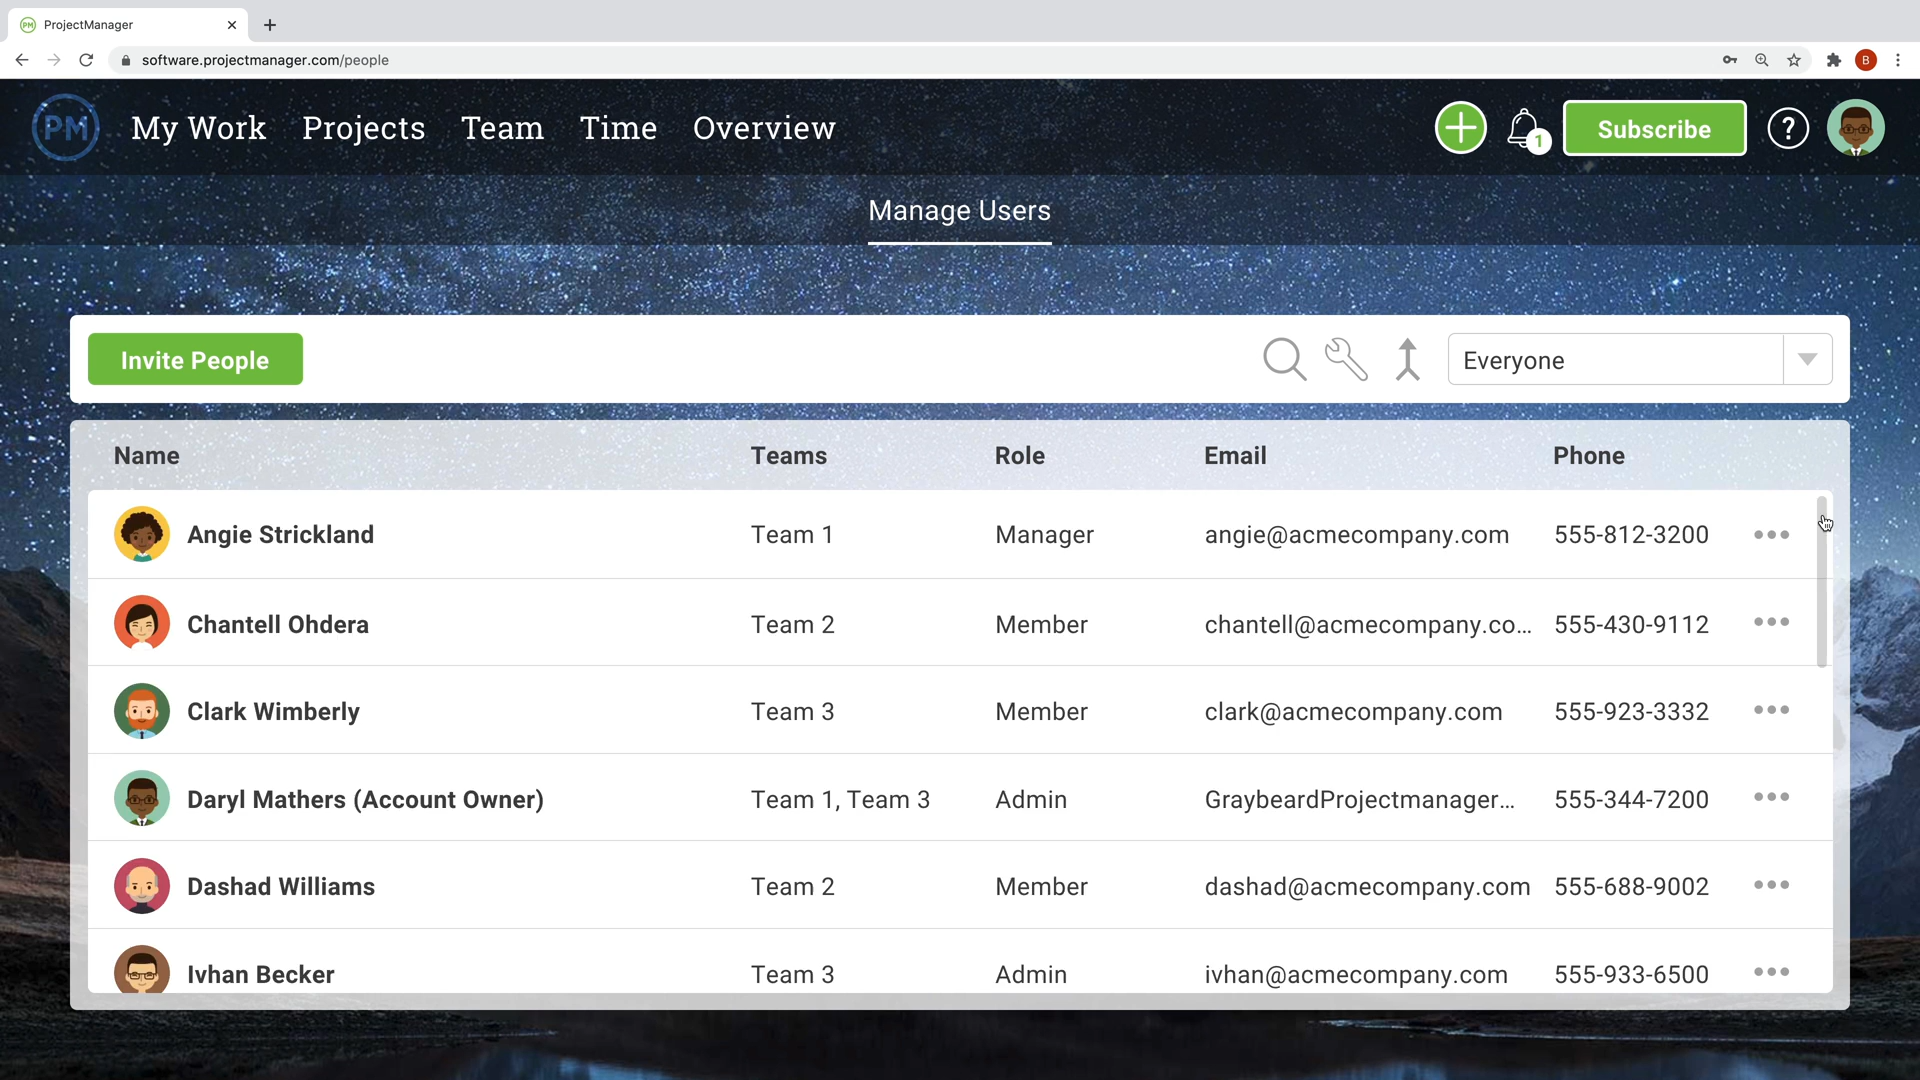 ProjectManager
software.projectmanager.com/people
B
PM My Work Projects Team Time Overview 1 Subscribe ?
Manage Users
Invite People Everyone
Name Teams Role Email Phone
Angie Strickland Team 1 Manager angie@acmecompany.com 555-812-3200
Chantell Ohdera Team 2 Member chantell@acmecompany.co... 555-430-9112
Clark Wimberly Team 3 Member clark@acmecompany.com 555-923-3332
Daryl Mathers (Account Owner) Team 1, Team 3 Admin GraybeardProjectmanager... 555-344-7200
Dashad Williams Team 2 Member dashad@acmecompany.com 555-688-9002
Ivhan Becker Team 3 Admin ivhan@acmecompany.com 555-933-6500